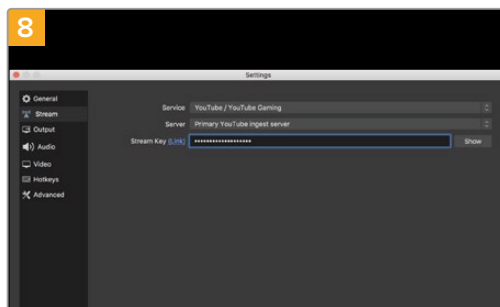 8
Settings
General
Stream
Output
Audio
Video
Hotkeys
Advanced
Service YouTube / YouTube Gaming
Server Primary YouTube ingest server
Stream Key (Link) ••••••••••••••••••• Show